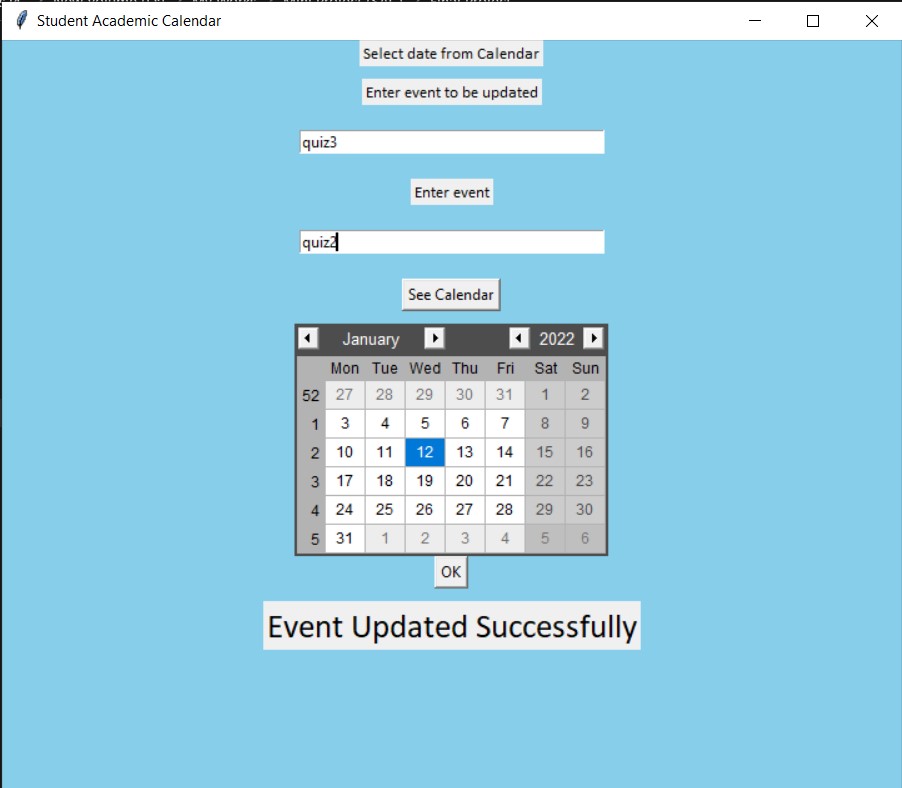 Student Academic Calendar
Select date from Calendar
Enter event to be updated
quiz3
Enter event
quiz2
See Calendar
January 2022
Mon Tue Wed Thu Fri Sat Sun
52 27 28 29 30 31 1 2
1 3 4 5 6 7 8 9
2 10 11 12 13 14 15 16
3 17 18 19 20 21 22 23
4 24 25 26 27 28 29 30
5 31 1 2 3 4 5 6
OK
Event Updated Successfully